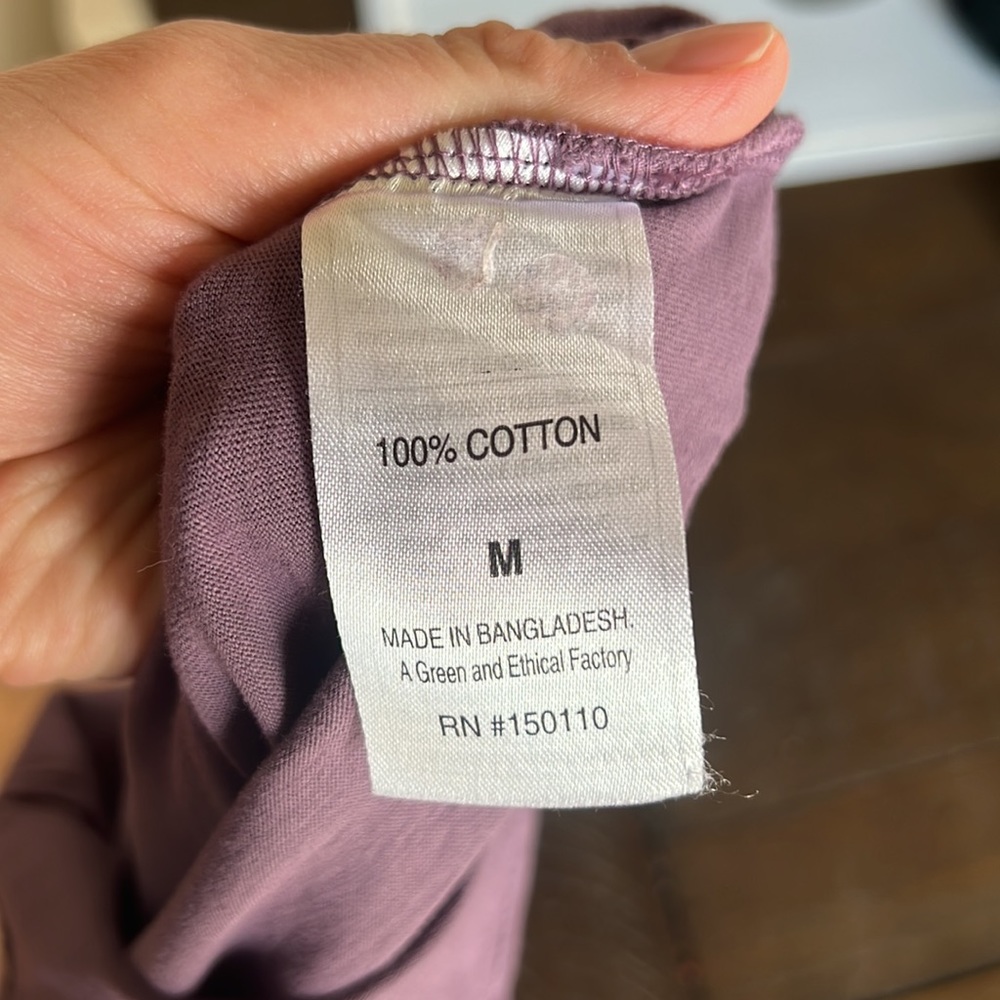 100% COTTON
M
MADE IN BANGLADESH.
A Green and Ethical Factory
RN #150110